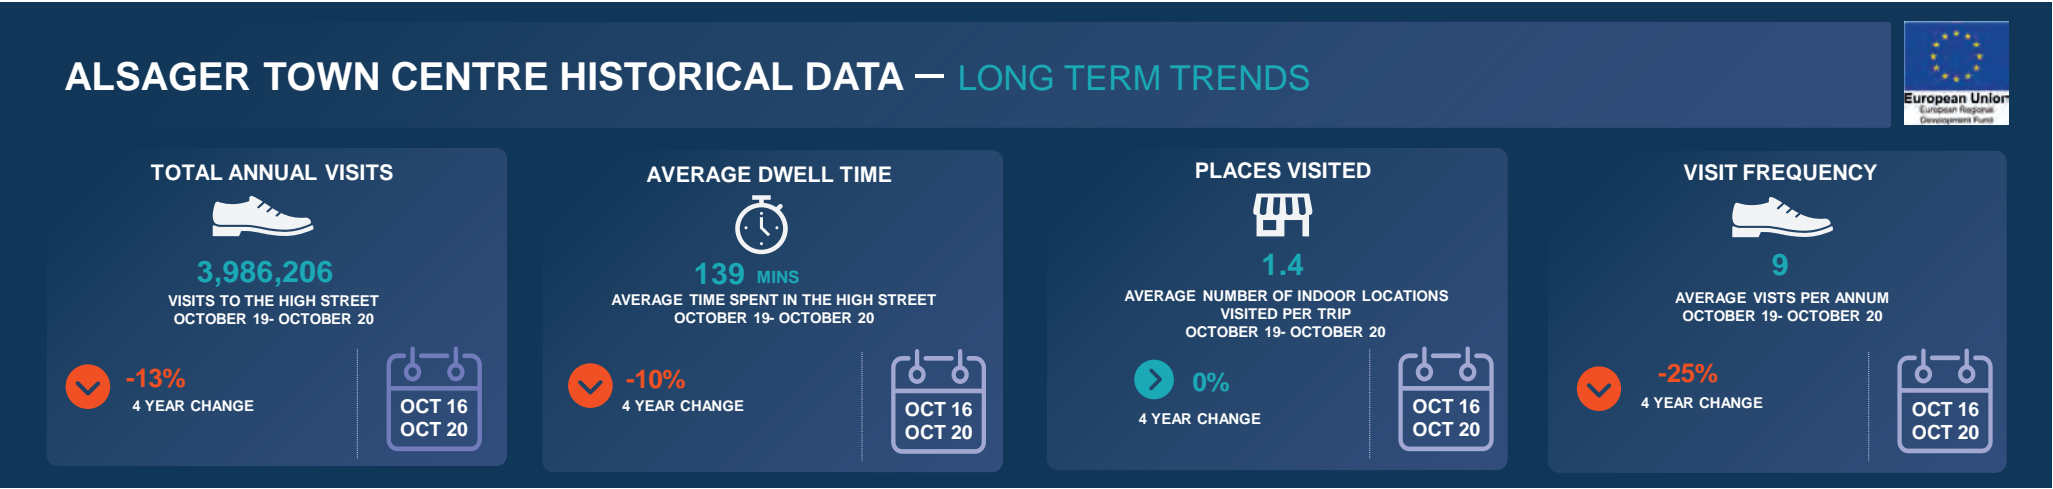 ALSAGER TOWN CENTRE HISTORICAL DATA — LONG TERM TRENDS
European Union
European Regional
Development Fund
TOTAL ANNUAL VISITS
3,986,206
VISITS TO THE HIGH STREET
OCTOBER 19- OCTOBER 20
-13%
4 YEAR CHANGE
OCT 16
OCT 20
AVERAGE DWELL TIME
139 MINS
AVERAGE TIME SPENT IN THE HIGH STREET
OCTOBER 19- OCTOBER 20
-10%
4 YEAR CHANGE
OCT 16
OCT 20
PLACES VISITED
1.4
AVERAGE NUMBER OF INDOOR LOCATIONS
VISITED PER TRIP
OCTOBER 19- OCTOBER 20
0%
4 YEAR CHANGE
OCT 16
OCT 20
VISIT FREQUENCY
9
AVERAGE VISTS PER ANNUM
OCTOBER 19- OCTOBER 20
-25%
4 YEAR CHANGE
OCT 16
OCT 20